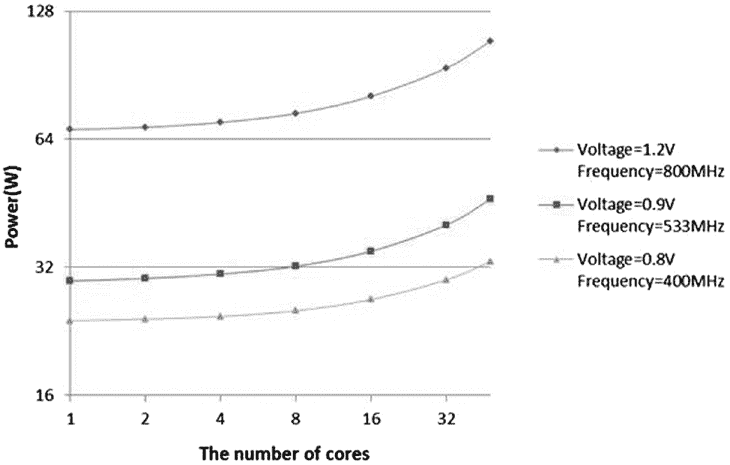 128
64
32
16
Power(W)
1 2 4 8 16 32
The number of cores
Voltage=1.2V
Frequency=800MHz
Voltage=0.9V
Frequency=533MHz
Voltage=0.8V
Frequency=400MHz